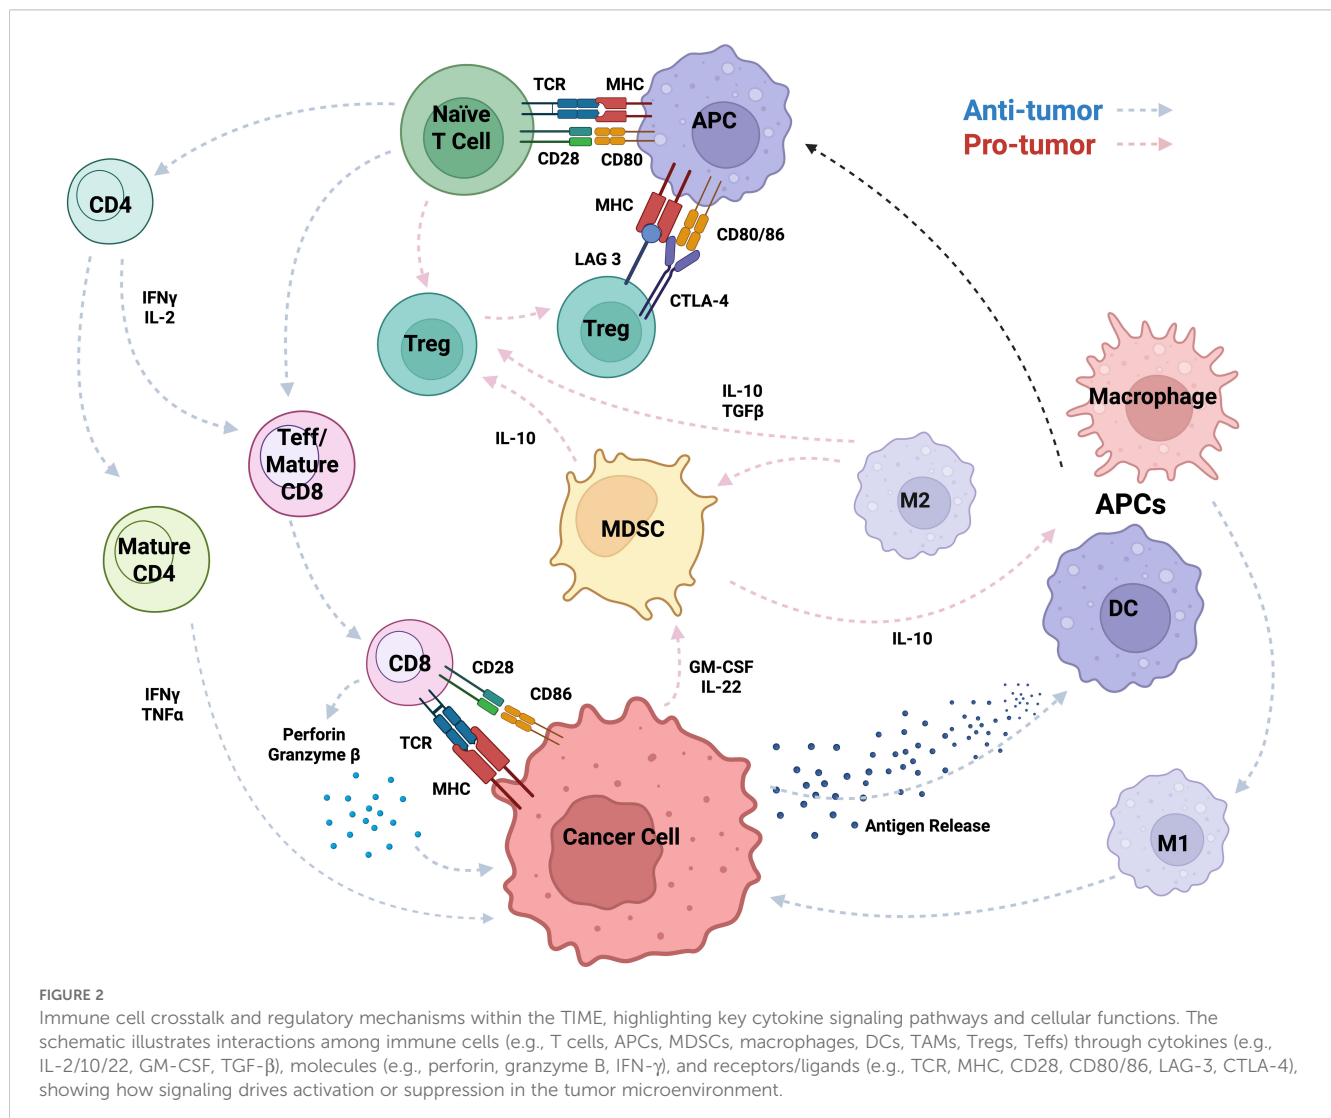 Naïve
T Cell
TCR
MHC
CD28
CD80
APC
Anti-tumor
Pro-tumor
CD4
MHC
CD80/86
LAG 3
CTLA-4
IFNγ
IL-2
Treg
Treg
IL-10
TGFβ
Macrophage
IL-10
Teff/
Mature
CD8
MDSC
M2
APCs
Mature
CD4
DC
IL-10
CD8
CD28
CD86
GM-CSF
IL-22
IFNγ
TNFα
Perforin
Granzyme β
TCR
MHC
Cancer Cell
Antigen Release
M1
FIGURE 2
Immune cell crosstalk and regulatory mechanisms within the TIME, highlighting key cytokine signaling pathways and cellular functions. The
schematic illustrates interactions among immune cells (e.g., T cells, APCs, MDSCs, macrophages, DCs, TAMs, Tregs, Teffs) through cytokines (e.g.,
IL-2/10/22, GM-CSF, TGF-β), molecules (e.g., perforin, granzyme B, IFN-γ), and receptors/ligands (e.g., TCR, MHC, CD28, CD80/86, LAG-3, CTLA-4),
showing how signaling drives activation or suppression in the tumor microenvironment.